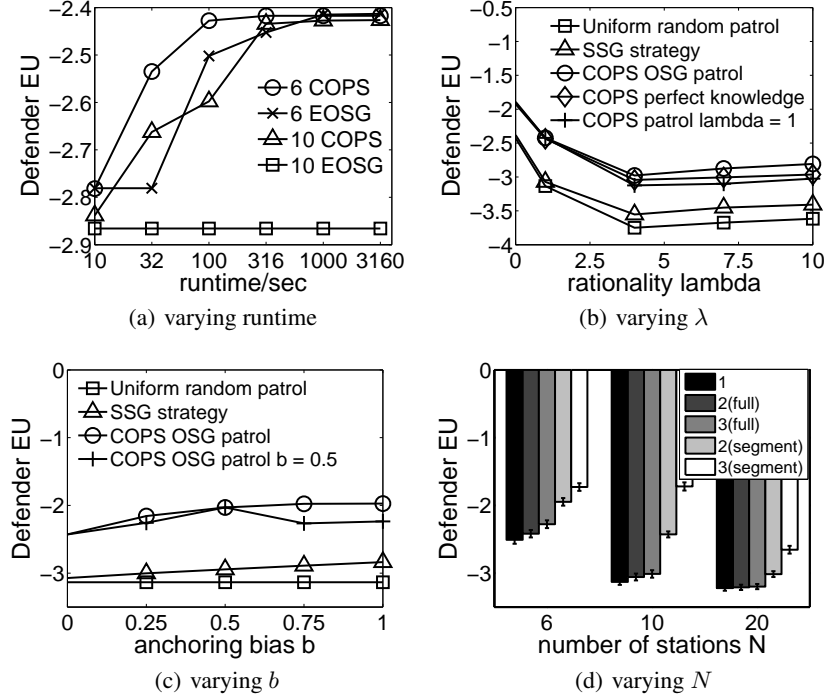 Defender EU
−2.4
−2.5
−2.6
−2.7
−2.8
−2.9
6 COPS
6 EOSG
10 COPS
10 EOSG
10 32 100 316 1000 3160
runtime/sec
(a) varying runtime
Defender EU
−0.5
−1
−1.5
−2
−2.5
−3
−3.5
−4
Uniform random patrol
SSG strategy
COPS OSG patrol
COPS perfect knowledge
COPS patrol lambda = 1
0 2.5 5 7.5 10
rationality lambda
(b) varying λ
Defender EU
0
−1
−2
−3
Uniform random patrol
SSG strategy
COPS OSG patrol
COPS OSG patrol b = 0.5
0 0.25 0.5 0.75 1
anchoring bias b
(c) varying b
Defender EU
0
−1
−2
−3
1
2(full)
3(full)
2(segment)
3(segment)
6 10 20
number of stations N
(d) varying N